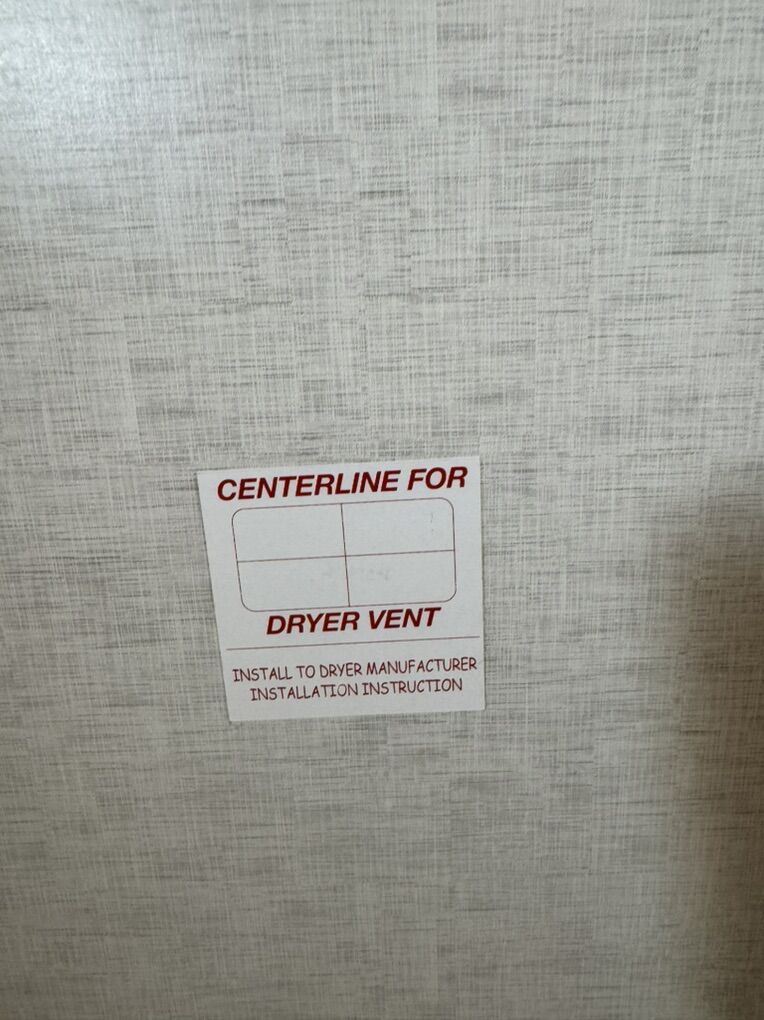 CENTERLINE FOR
DRYER VENT
INSTALL TO DRYER MANUFACTURER
INSTALLATION INSTRUCTION